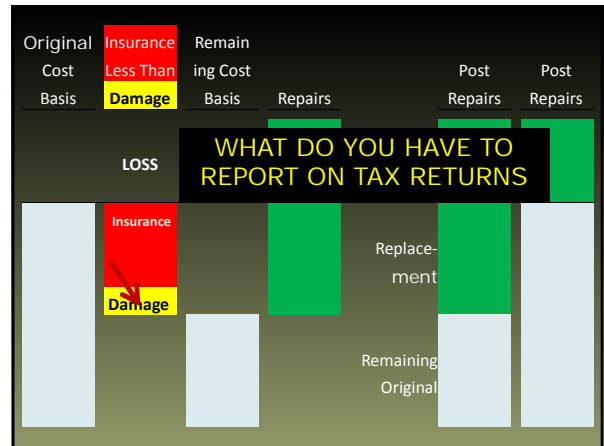 Original Insurance Remain
Cost Less Than ing Cost Post Post
Basis Damage Basis Repairs Repairs Repairs
LOSS
WHAT DO YOU HAVE TO
REPORT ON TAX RETURNS
Insurance
Replace-
ment
Damage
Remaining
Original